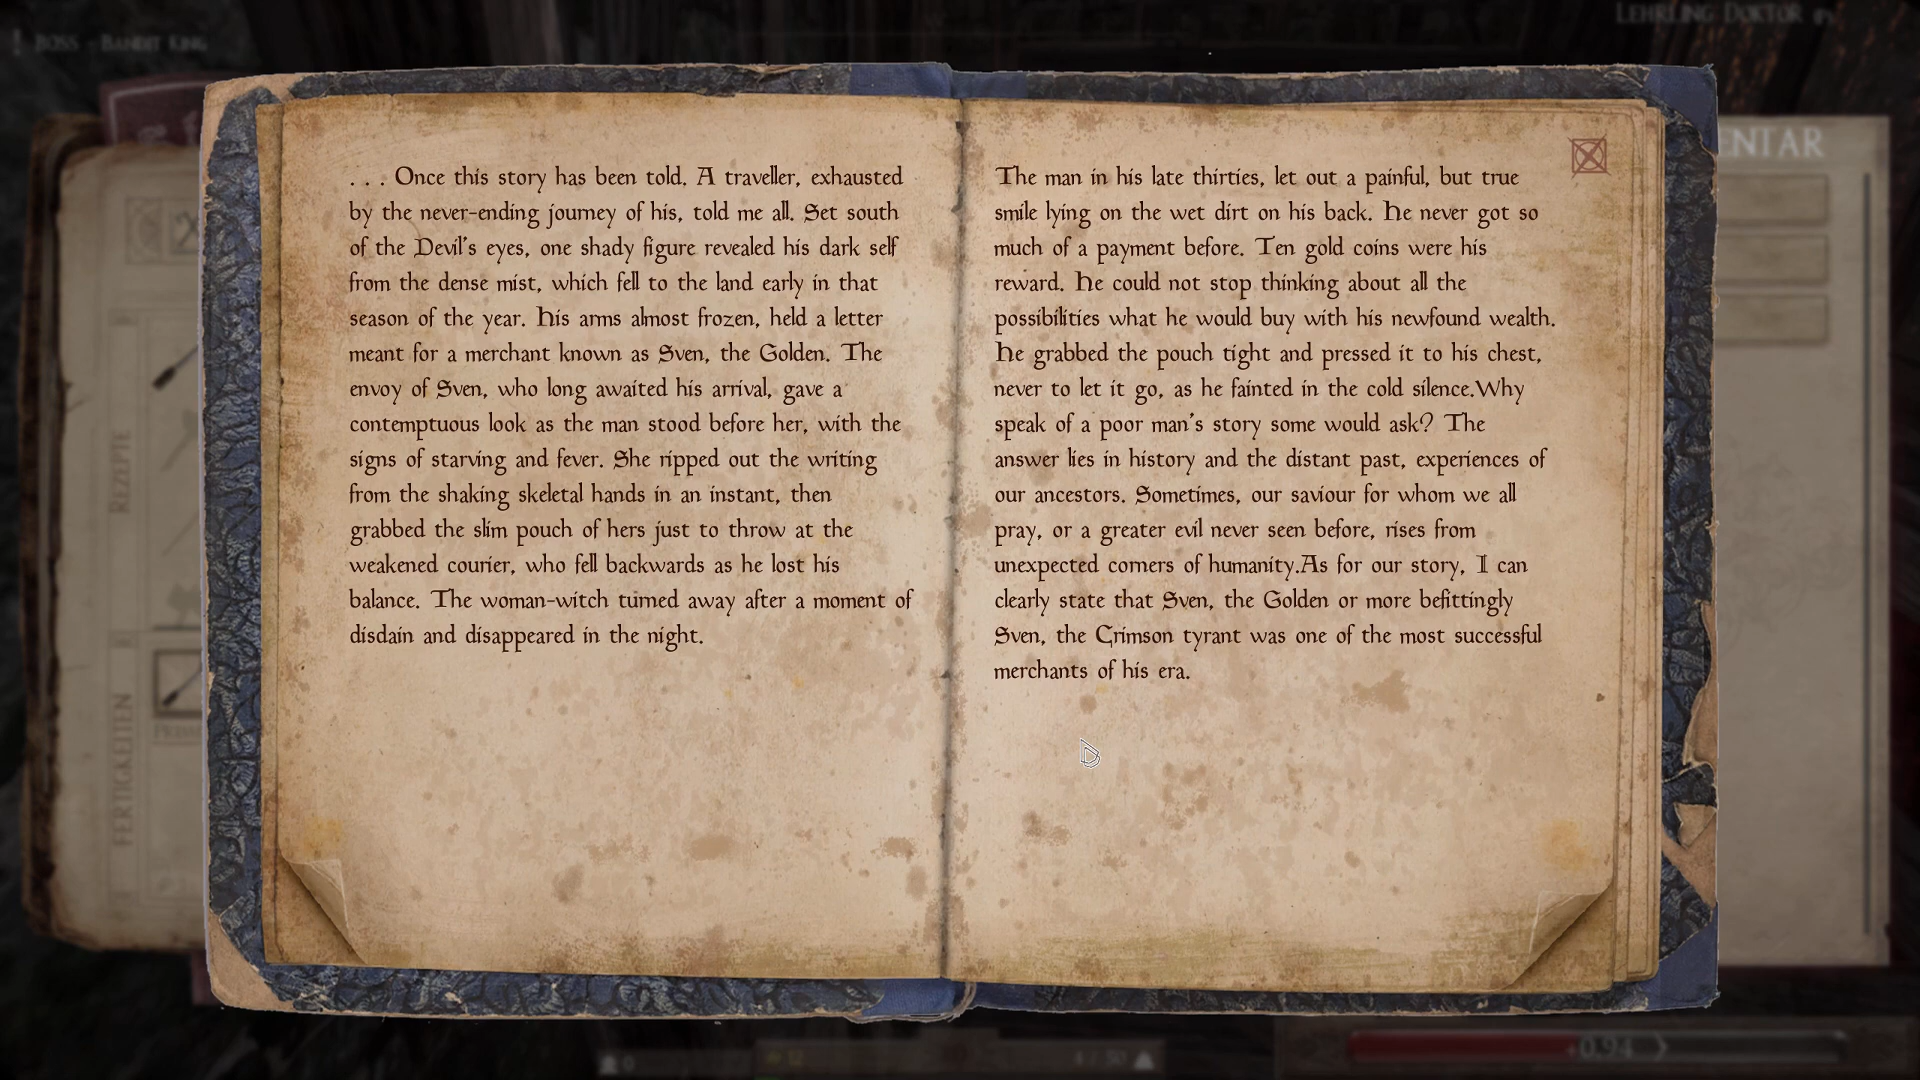 BOSS - BANDIT KING
LEHRLING DOKTOR
. . . Once this story has been told. A traveller, exhausted
by the never-ending journey of his, told me all. Set south
of the Devil's eyes, one shady figure revealed his dark self
from the dense mist, which fell to the land early in that
season of the year. His arms almost frozen, held a letter
meant for a merchant known as Sven, the Golden. The
envoy of Sven, who long awaited his arrival, gave a
contemptuous look as the man stood before her, with the
signs of starving and fever. She ripped out the writing
from the shaking skeletal hands in an instant, then
grabbed the slim pouch of hers just to throw at the
weakened courier, who fell backwards as he lost his
balance. The woman-witch turned away after a moment of
disdain and disappeared in the night.
The man in his late thirties, let out a painful, but true
smile lying on the wet dirt on his back. He never got so
much of a payment before. Ten gold coins were his
reward. He could not stop thinking about all the
possibilities what he would buy with his newfound wealth.
He grabbed the pouch tight and pressed it to his chest,
never to let it go, as he fainted in the cold silence.Why
speak of a poor man's story some would ask? The
answer lies in history and the distant past, experiences of
our ancestors. Sometimes, our saviour for whom we all
pray, or a greater evil never seen before, rises from
unexpected corners of humanity.As for our story, I can
clearly state that Sven, the Golden or more befittingly
Sven, the Crimson tyrant was one of the most successful
merchants of his era.
ENTAR
REZEPTE
FERTIGKEITEN
+0.94